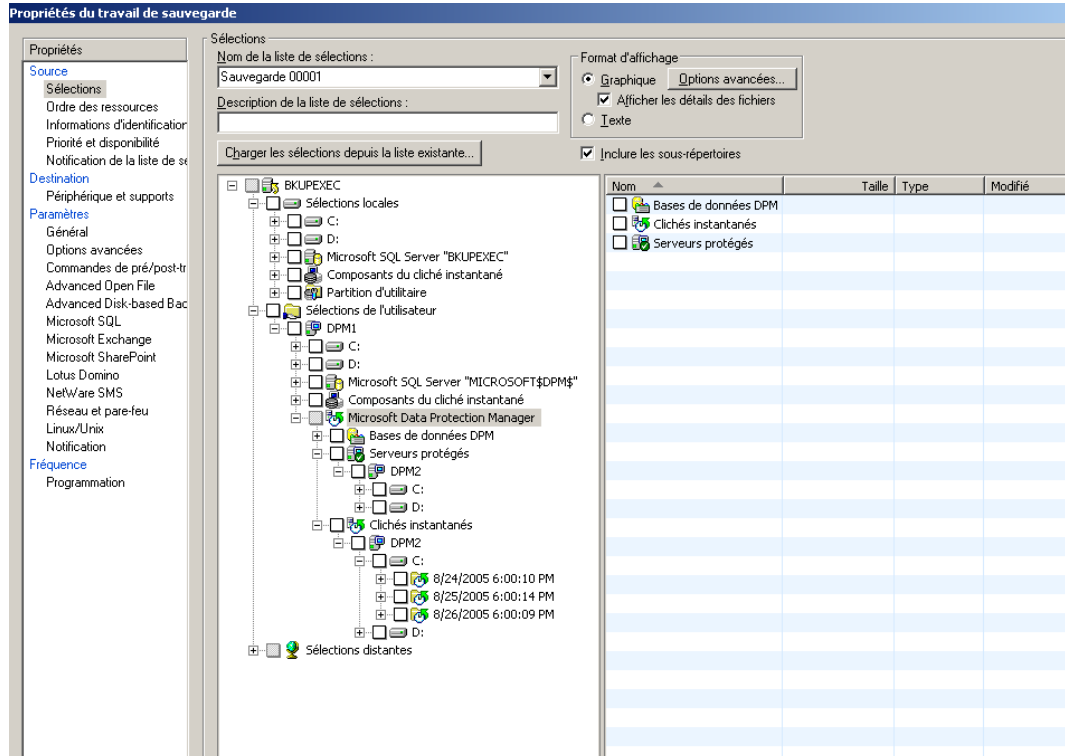 Propriétés du travail de sauvegarde
Propriétés
Source
Sélections
Ordre des ressources
Informations d'identification
Priorité et disponibilité
Notification de la liste de sé
Destination
Périphérique et supports
Paramètres
Général
Options avancées
Commandes de pré/post-tr
Advanced Open File
Advanced Disk-based Bac
Microsoft SQL
Microsoft Exchange
Microsoft SharePoint
Lotus Domino
NetWare SMS
Réseau et pare-feu
Linux/Unix
Notification
Fréquence
Programmation
Sélections
Nom de la liste de sélections :
Sauvegarde 00001
Description de la liste de sélections :
Charger les sélections depuis la liste existante...
Format d'affichage
Graphique
Options avancées...
Afficher les détails des fichiers
Texte
Inclure les sous-répertoires
BKUPEXEC
Sélections locales
C:
D:
Microsoft SQL Server "BKUPEXEC"
Composants du cliché instantané
Partition d'utilitaire
Sélections de l'utilisateur
DPM1
C:
D:
Microsoft SQL Server "MICROSOFT$DPM$"
Composants du cliché instantané
Microsoft Data Protection Manager
Bases de données DPM
Serveurs protégés
DPM2
C:
D:
Clichés instantanés
DPM2
C:
8/24/2005 6:00:10 PM
8/25/2005 6:00:14 PM
8/26/2005 6:00:09 PM
D:
Sélections distantes
Nom Taille Type Modifié
Bases de données DPM
Clichés instantanés
Serveurs protégés